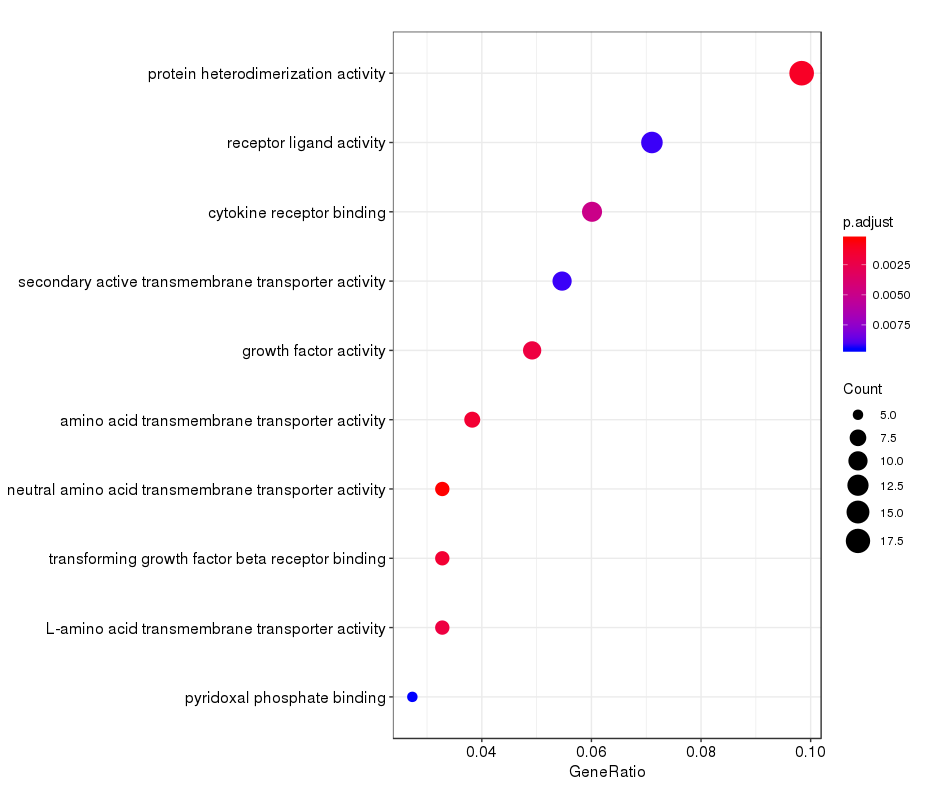 protein heterodimerization activity
receptor ligand activity
cytokine receptor binding
secondary active transmembrane transporter activity
growth factor activity
amino acid transmembrane transporter activity
neutral amino acid transmembrane transporter activity
transforming growth factor beta receptor binding
L-amino acid transmembrane transporter activity
pyridoxal phosphate binding
0.04 0.06 0.08 0.10
GeneRatio
p.adjust
0.0025
0.0050
0.0075
Count
5.0
7.5
10.0
12.5
15.0
17.5